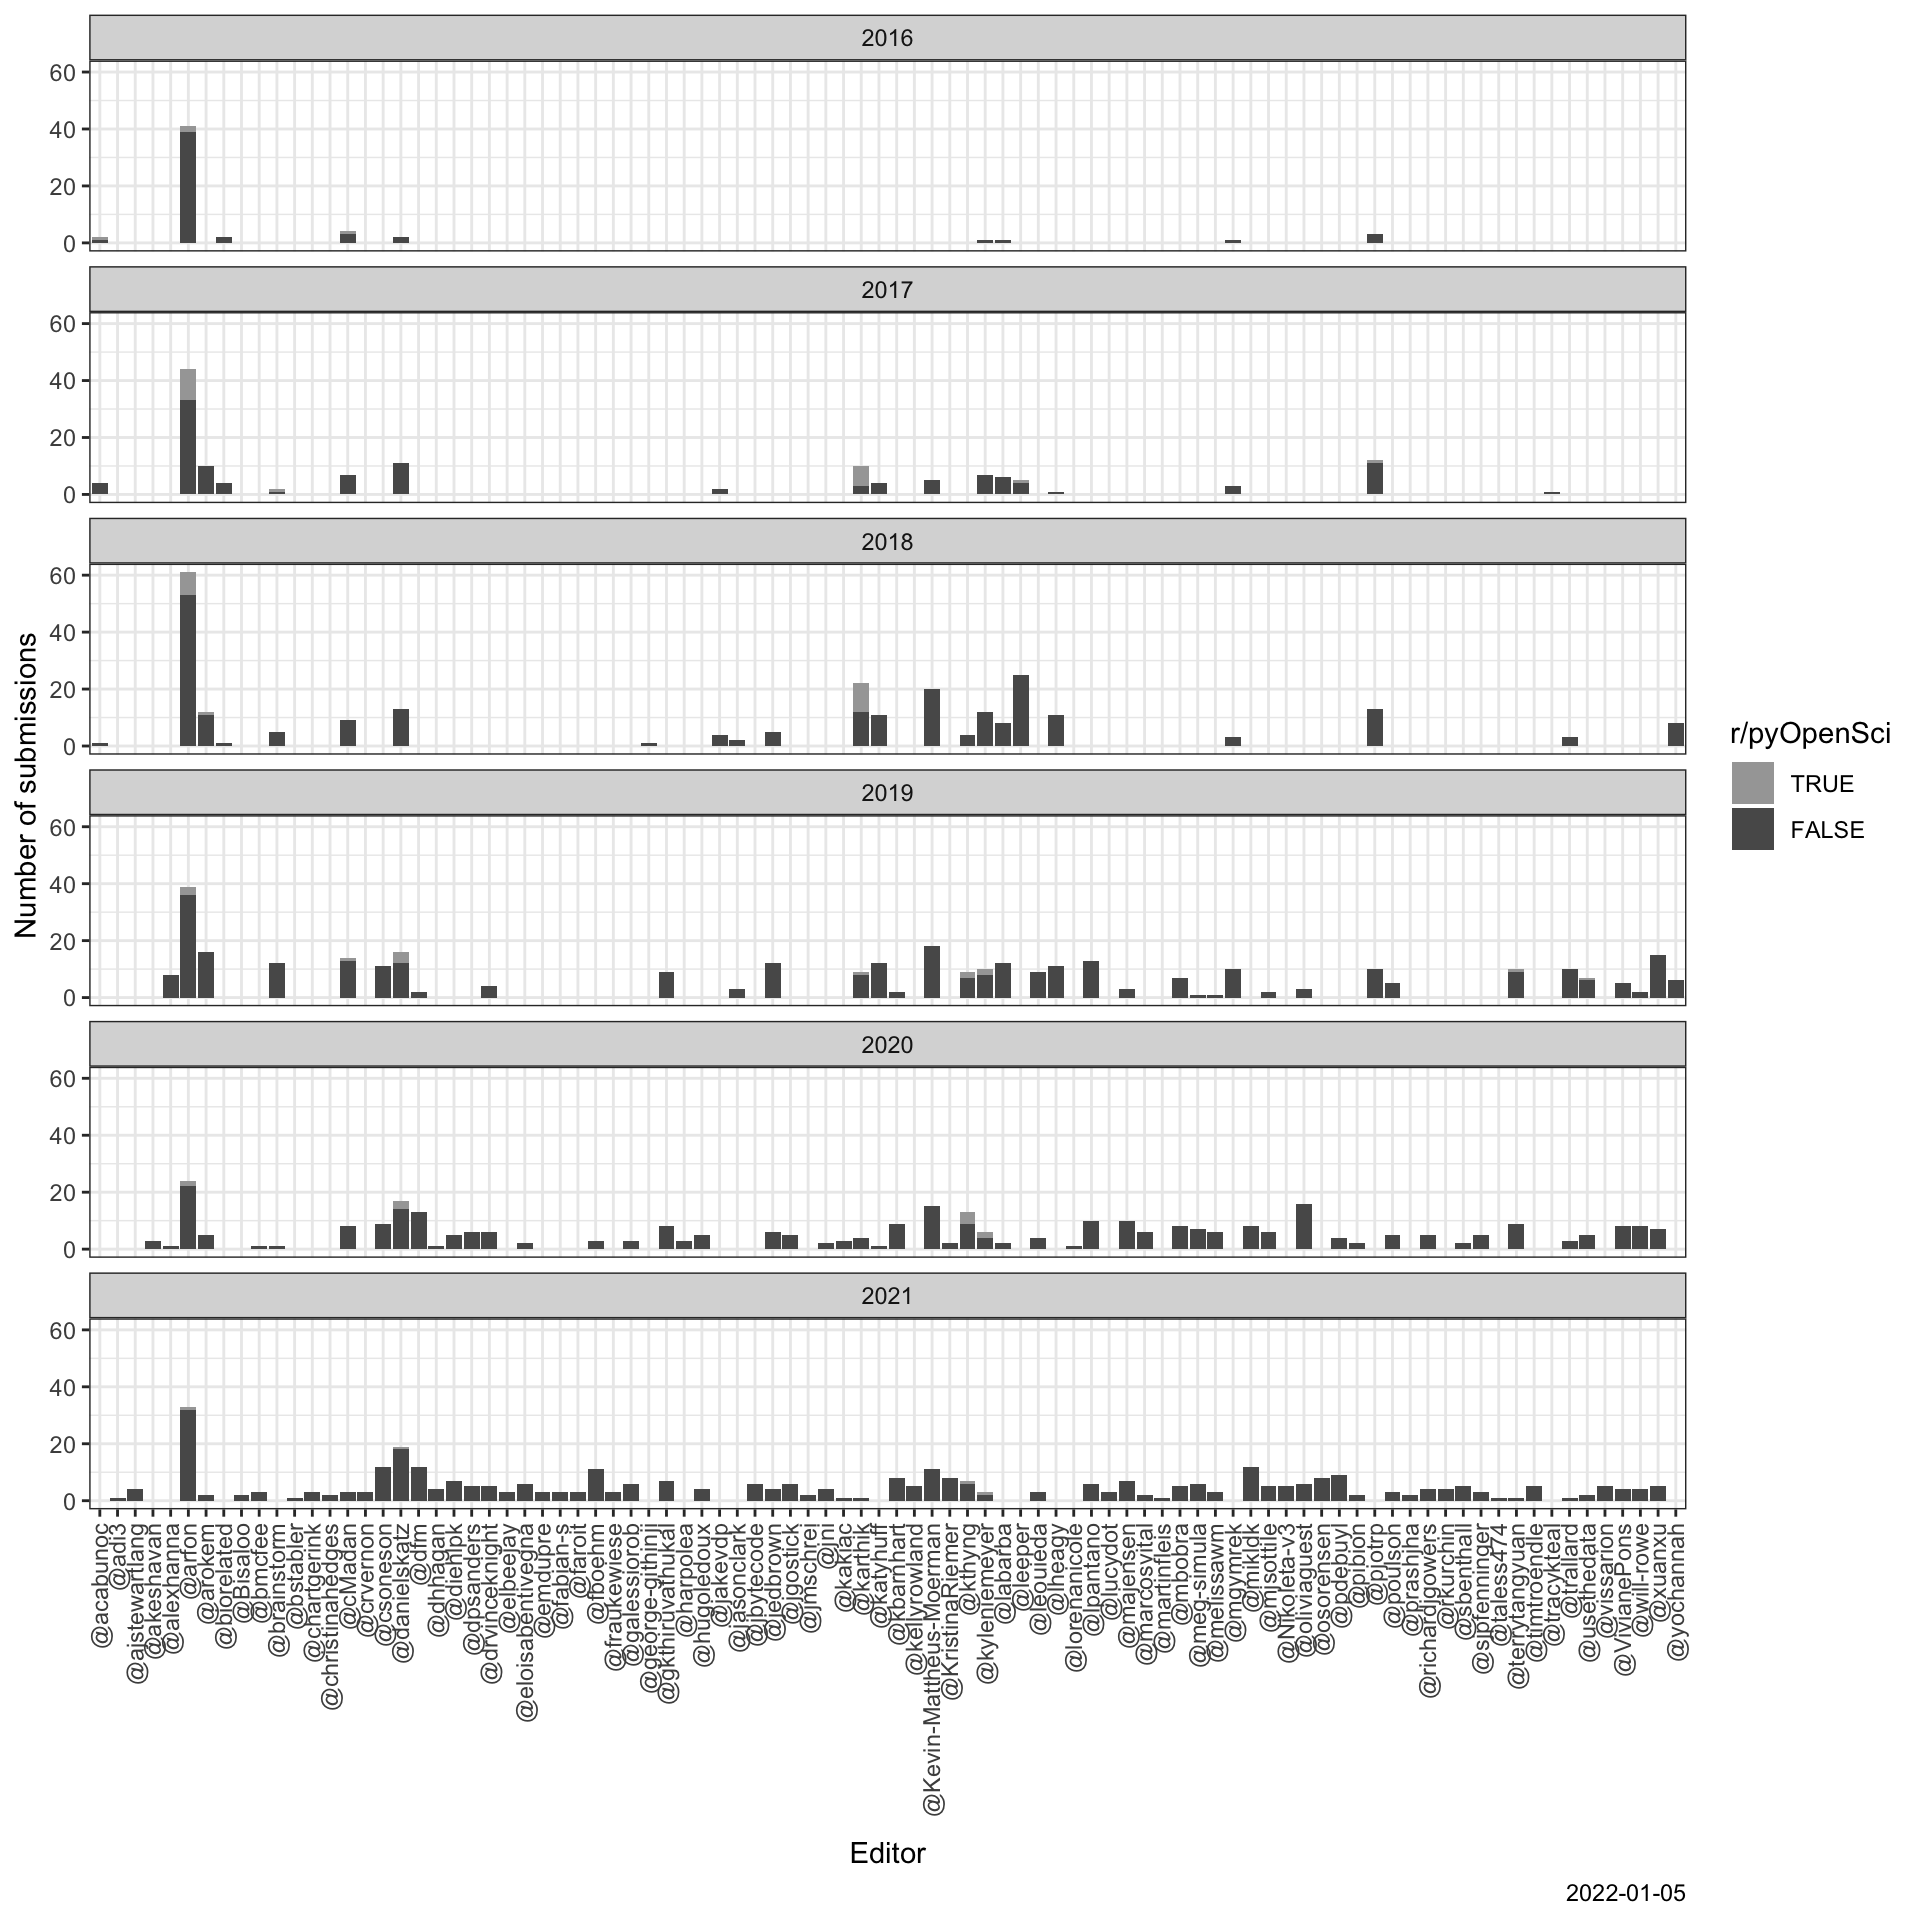 2016
60
40
20
0
2017
60
40
20
0
2018
60
40
20
0
2019
60
40
20
0
2020
60
40
20
0
2021
60
40
20
0
Number of submissions
@acabunoc
@adi3
@ajstewartlang
@akeshavan
@alexhanna
@arfon
@arokem
@biorelated
@Bisaloo
@bmcfee
@brainstorm
@bstabler
@chartgerink
@christinahedges
@cMadan
@crvernon
@csoneson
@danielskatz
@dfm
@dhhagan
@diehlpk
@dpsanders
@drvinceknight
@elbeejay
@eloisabentivegna
@emdupre
@fabian-s
@faroit
@fboehm
@fraukewiese
@galessiorob
@george-githinji
@gkthiruvathukal
@harpolea
@hugoledoux
@jakevdp
@jasonclark
@jbytecode
@jedbrown
@jgostick
@jmschrei
@jni
@kakiac
@karthik
@katyhuff
@kbarnhart
@kellyrowland
@Kevin-Mattheus-Moerman
@KristinaRiemer
@kthyng
@kyleniemeyer
@labarba
@leeper
@leouieda
@lheagy
@lorenanicole
@lpantano
@lucydot
@majensen
@marcosvital
@martinfleis
@mbobra
@meg-simula
@melissawm
@mgymrek
@mikldk
@mjsottile
@Nikoleta-v3
@oliviaguest
@osorensen
@pdebuyl
@pibion
@pjotrp
@poulson
@prashjha
@richardjgowers
@rkurchin
@sbenthall
@sjpfenninger
@taless474
@terrytangyuan
@timtroendle
@tracykteal
@trallard
@usethedata
@vissarion
@VivianePons
@will-rowe
@xuanxu
@yochannah
Editor
r/pyOpenSci
TRUE
FALSE
2022-01-05